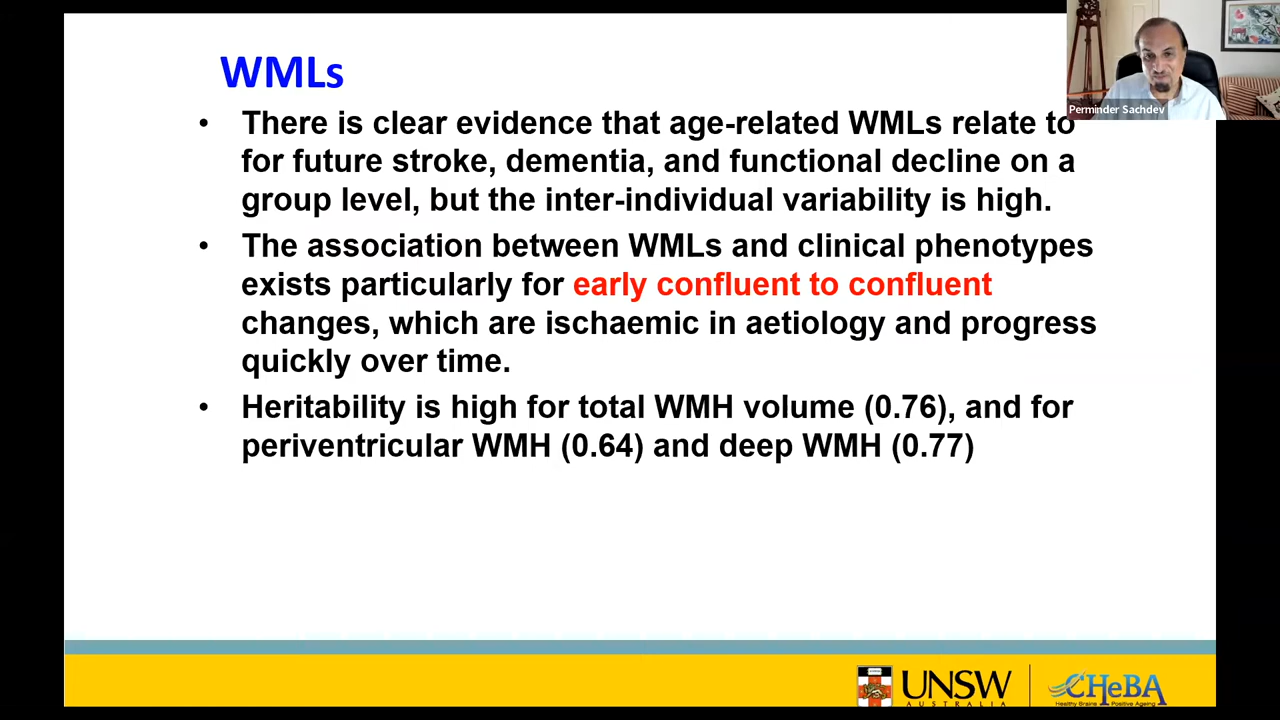 WMLs
• There is clear evidence that age-related WMLs relate to
for future stroke, dementia, and functional decline on a
group level, but the inter-individual variability is high.
• The association between WMLs and clinical phenotypes
exists particularly for early confluent to confluent
changes, which are ischaemic in aetiology and progress
quickly over time.
• Heritability is high for total WMH volume (0.76), and for
periventricular WMH (0.64) and deep WMH (0.77)
Perminder Sachdev
UNSW
AUSTRALIA
CHeBA
Healthy Brains Positive Ageing